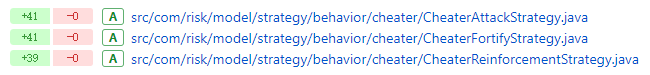 +41 −0 A src/com/risk/model/strategy/behavior/cheater/CheaterAttackStrategy.java
+41 −0 A src/com/risk/model/strategy/behavior/cheater/CheaterFortifyStrategy.java
+39 −0 A src/com/risk/model/strategy/behavior/cheater/CheaterReinforcementStrategy.java